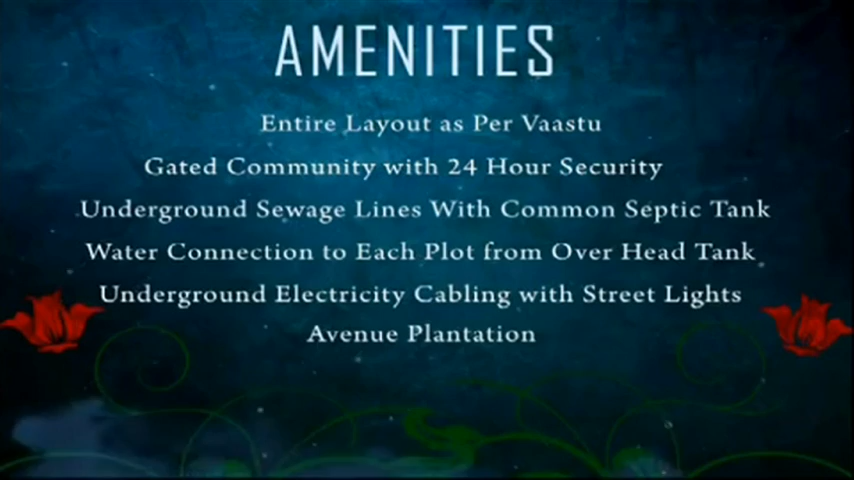 AMENITIES
Entire Layout as Per Vaastu
Gated Community with 24 Hour Security
Underground Sewage Lines With Common Septic Tank
Water Connection to Each Plot from Over Head Tank
Underground Electricity Cabling with Street Lights
Avenue Plantation